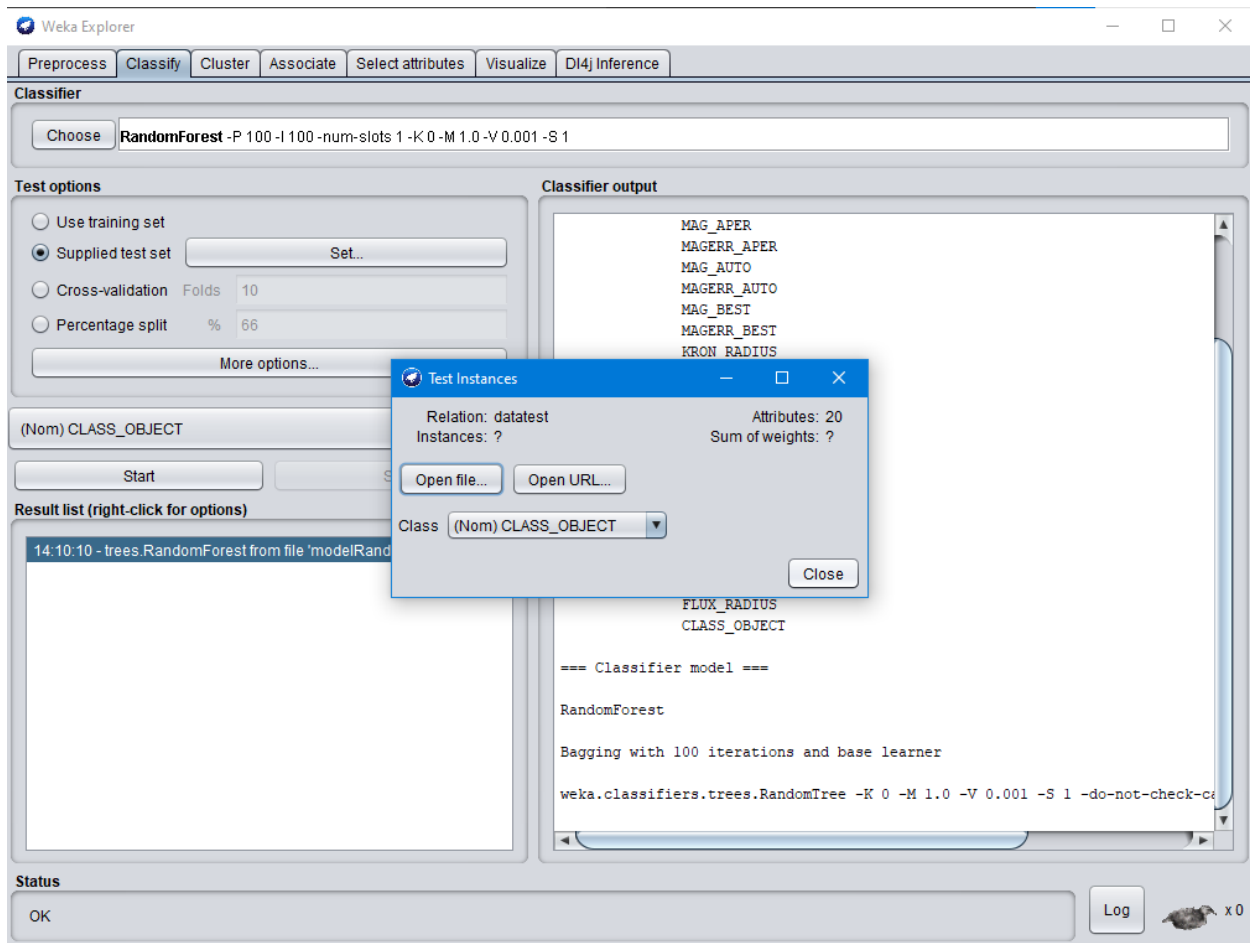 Weka Explorer
Preprocess Classify Cluster Associate Select attributes Visualize Dl4j Inference
Classifier
Choose RandomForest -P 100 -I 100 -num-slots 1 -K 0 -M 1.0 -V 0.001 -S 1
Test options
Use training set
Supplied test set Set...
Cross-validation Folds 10
Percentage split % 66
More options...
(Nom) CLASS_OBJECT
Start
Result list (right-click for options)
14:10:10 - trees.RandomForest from file 'modelRand
Classifier output
MAG_APER
MAGERR_APER
MAG_AUTO
MAGERR_AUTO
MAG_BEST
MAGERR_BEST
KRON_RADIUS
Test Instances
Relation: datatest Attributes: 20
Instances: ? Sum of weights: ?
Open file... Open URL...
Class (Nom) CLASS_OBJECT
Close
FLUX_RADIUS
CLASS_OBJECT
=== Classifier model ===
RandomForest
Bagging with 100 iterations and base learner
weka.classifiers.trees.RandomTree -K 0 -M 1.0 -V 0.001 -S 1 -do-not-check-ca
Status
OK
Log x 0